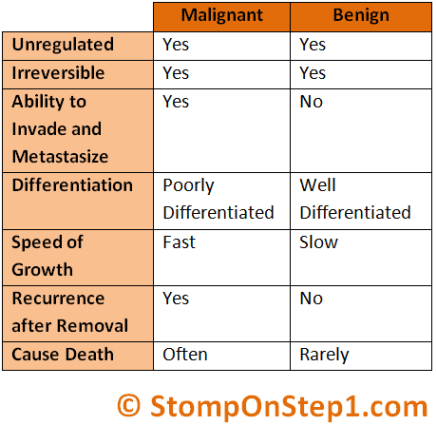 Malignant Benign
Unregulated Yes Yes
Irreversible Yes Yes
Ability to Yes No
Invade and
Metastasize
Differentiation Poorly Well
Differentiated Differentiated
Speed of Fast Slow
Growth
Recurrence Yes No
after Removal
Cause Death Often Rarely
© StompOnStep1.com